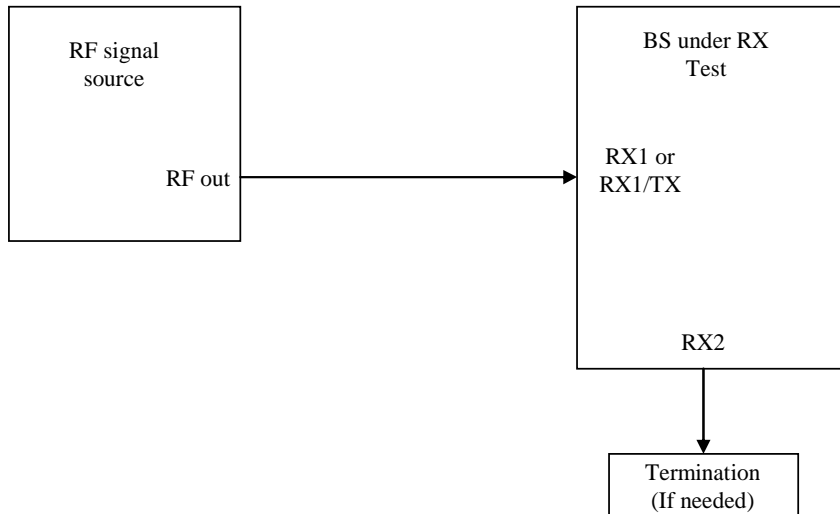 RF signal
source
RF out
BS under RX
Test
RX1 or
RX1/TX
RX2
Termination
(If needed)